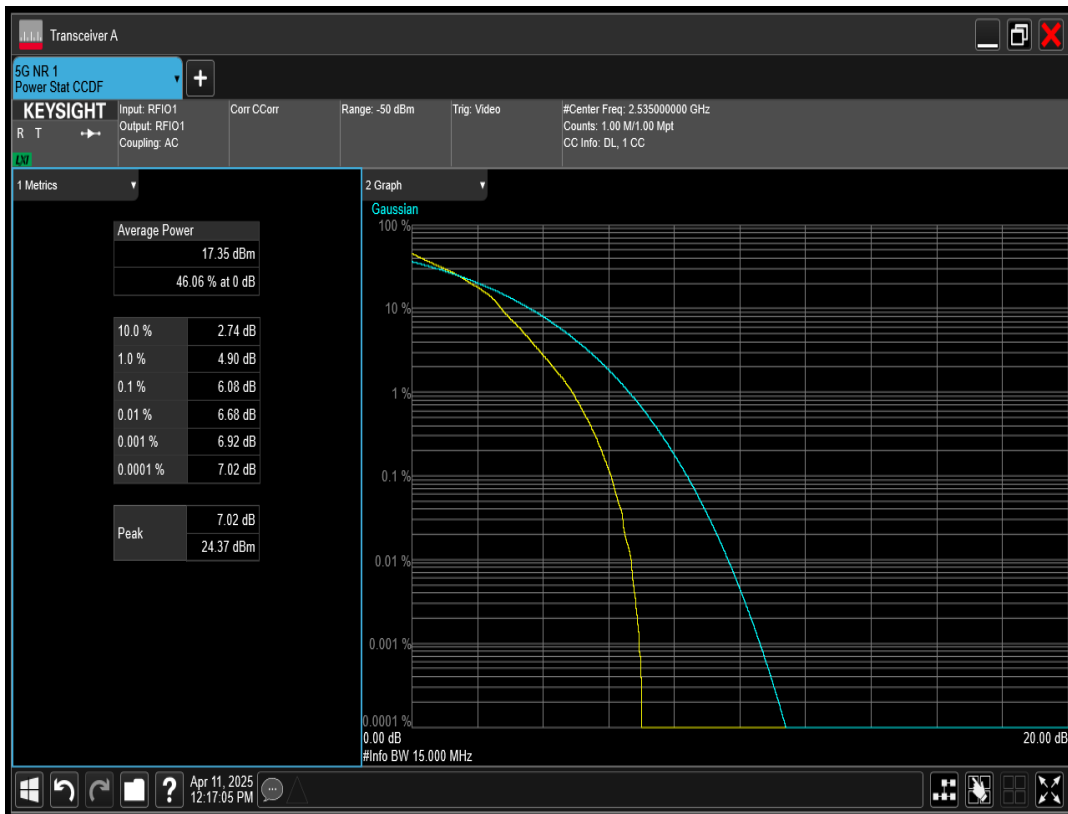 Transceiver A
5G NR 1
Power Stat CCDF
+
KEYSIGHT
R T
LXI
Input: RFIO1
Output: RFIO1
Coupling: AC
Corr CCorr
Range: -50 dBm
Trig: Video
#Center Freq: 2.535000000 GHz
Counts: 1.00 M/1.00 Mpt
CC Info: DL, 1 CC
1 Metrics
Average Power
17.35 dBm
46.06 % at 0 dB
10.0 % 2.74 dB
1.0 % 4.90 dB
0.1 % 6.08 dB
0.01 % 6.68 dB
0.001 % 6.92 dB
0.0001 % 7.02 dB
Peak
7.02 dB
24.37 dBm
2 Graph
Gaussian
100 %
10 %
1 %
0.1 %
0.01 %
0.001 %
0.0001 %
0.00 dB 20.00 dB
#Info BW 15.000 MHz
?
Apr 11, 2025
12:17:05 PM